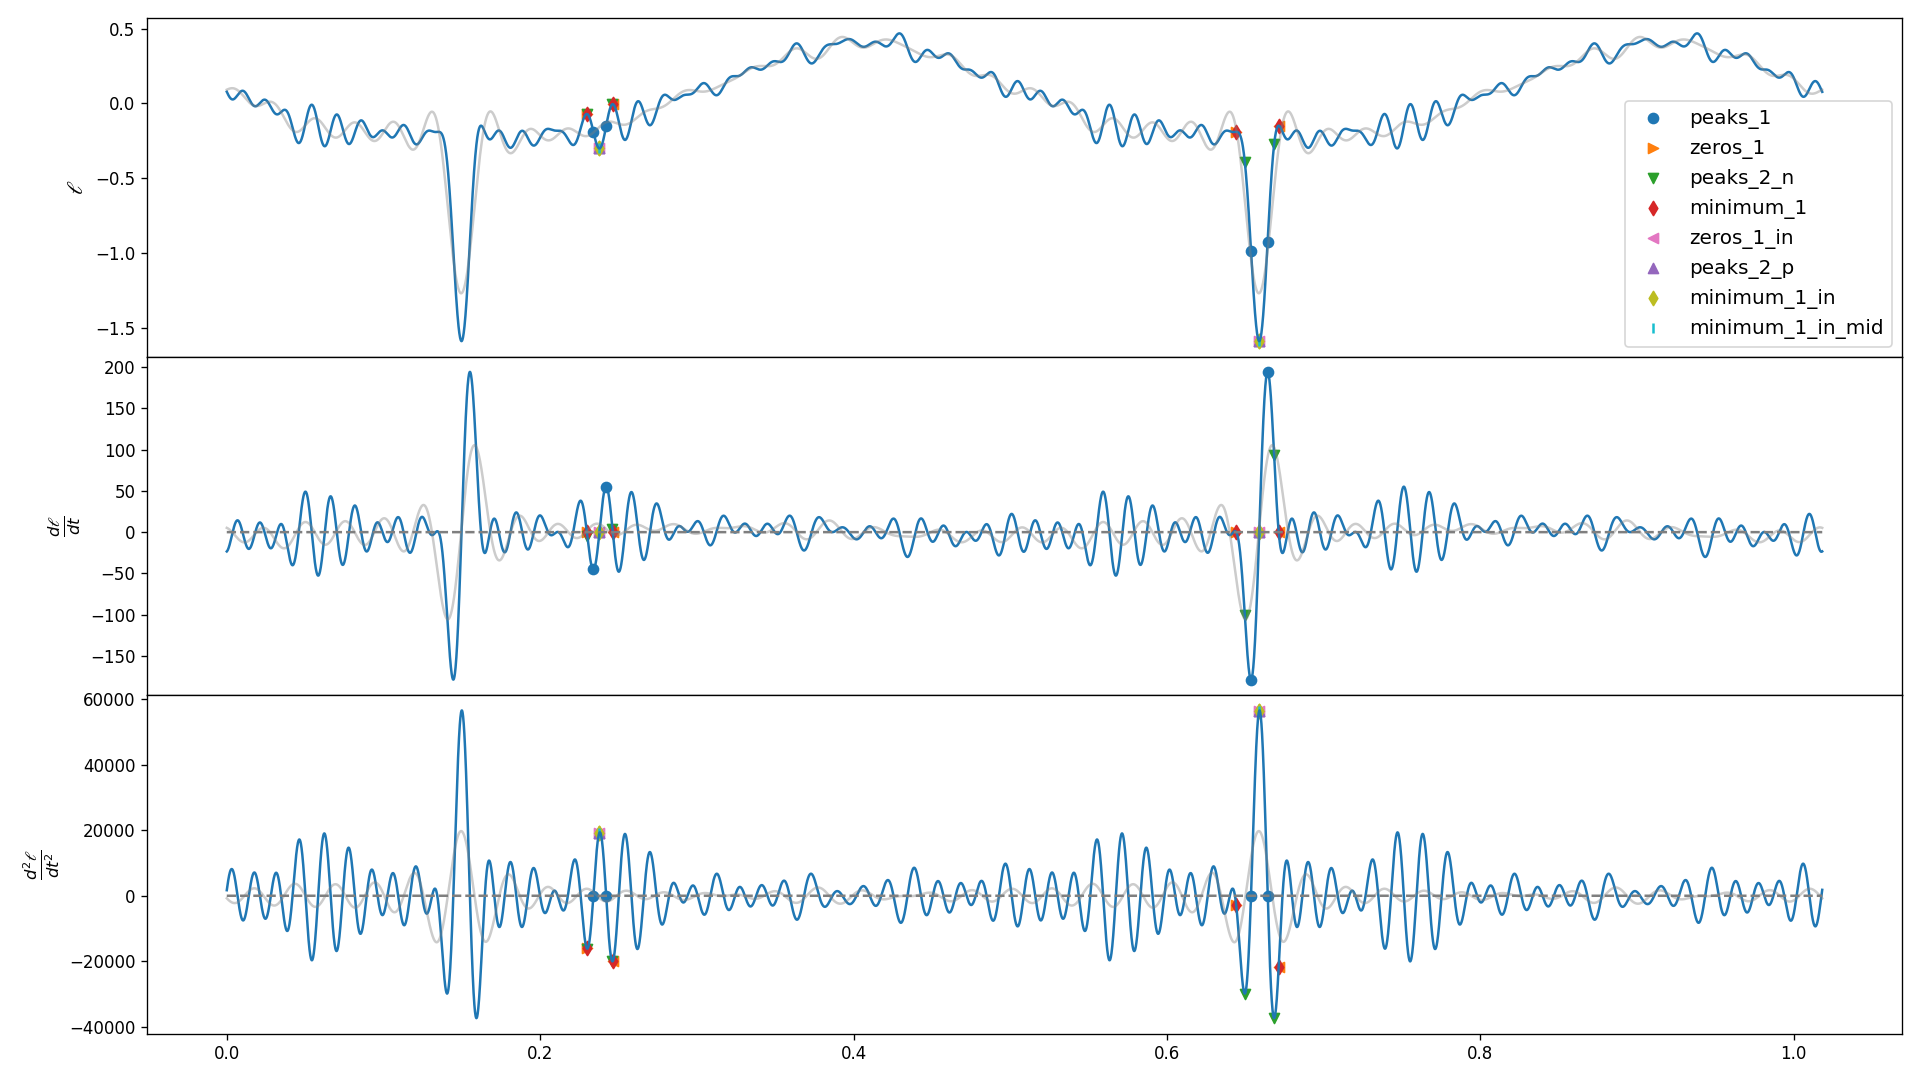 0.5
0.0
−0.5
−1.0
−1.5
ℓ
peaks_1
zeros_1
peaks_2_n
minimum_1
zeros_1_in
peaks_2_p
minimum_1_in
minimum_1_in_mid
200
150
100
50
0
−50
−100
−150
dℓ
dt
60000
40000
20000
0
−20000
−40000
d²ℓ
dt²
0.0 0.2 0.4 0.6 0.8 1.0